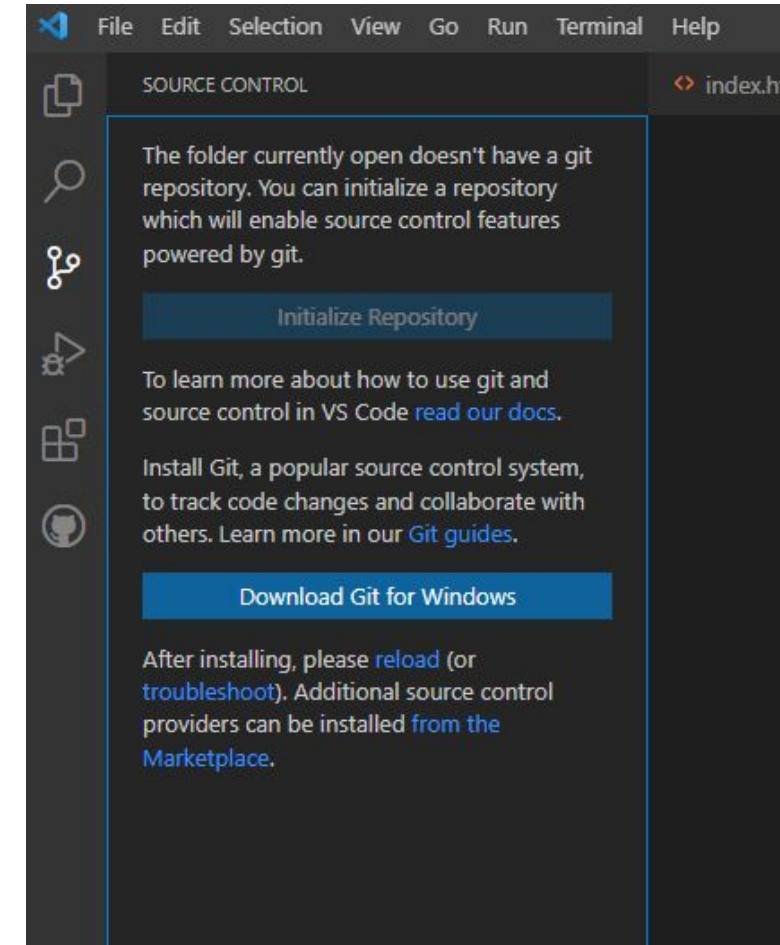 File Edit Selection View Go Run Terminal Help
SOURCE CONTROL
index.h
The folder currently open doesn't have a git
repository. You can initialize a repository
which will enable source control features
powered by git.
Initialize Repository
To learn more about how to use git and
source control in VS Code read our docs.
Install Git, a popular source control system,
to track code changes and collaborate with
others. Learn more in our Git guides.
Download Git for Windows
After installing, please reload (or
troubleshoot). Additional source control
providers can be installed from the
Marketplace.